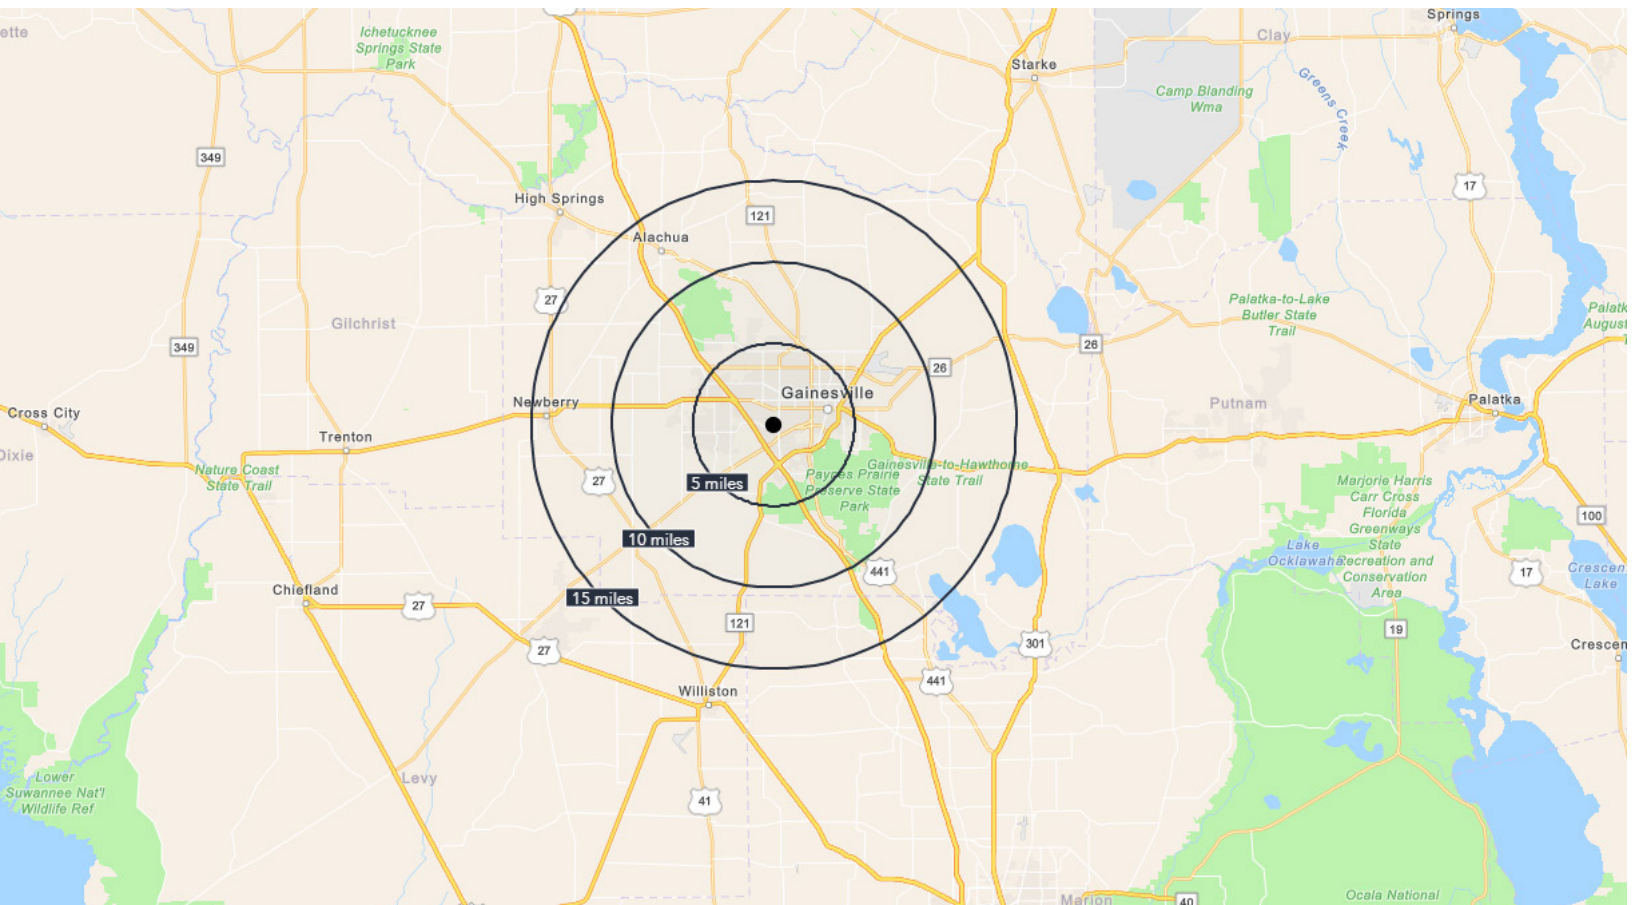 Springs
ette
Ichetucknee
Springs State
Park
Clay
Starke
Greens Creek
Camp Blanding
Wma
349
17
High Springs
121
Alachua
27
Palatka-to-Lake
Butler State
Trail
Palatk
August
Gilchrist
349
26
26
Gainesville
Newberry
Cross City
Palatka
Putnam
Trenton
Dixie
Nature Coast
State Trail
Gainesville-to-Hawthorne
State Trail
Paynes Prairie
Preserve State
Park
27
5 miles
Marjorie Harris
Carr Cross
Florida
Greenways
State
Recreation and
Conservation
Area
100
10 miles
Lake
Ocklawaha
441
17
Crescen
Lake
Chiefland
27
15 miles
121
19
27
301
Crescen
441
Williston
Lower
Suwannee Nat'l
Wildlife Ref
Levy
41
Marion
40
Ocala National